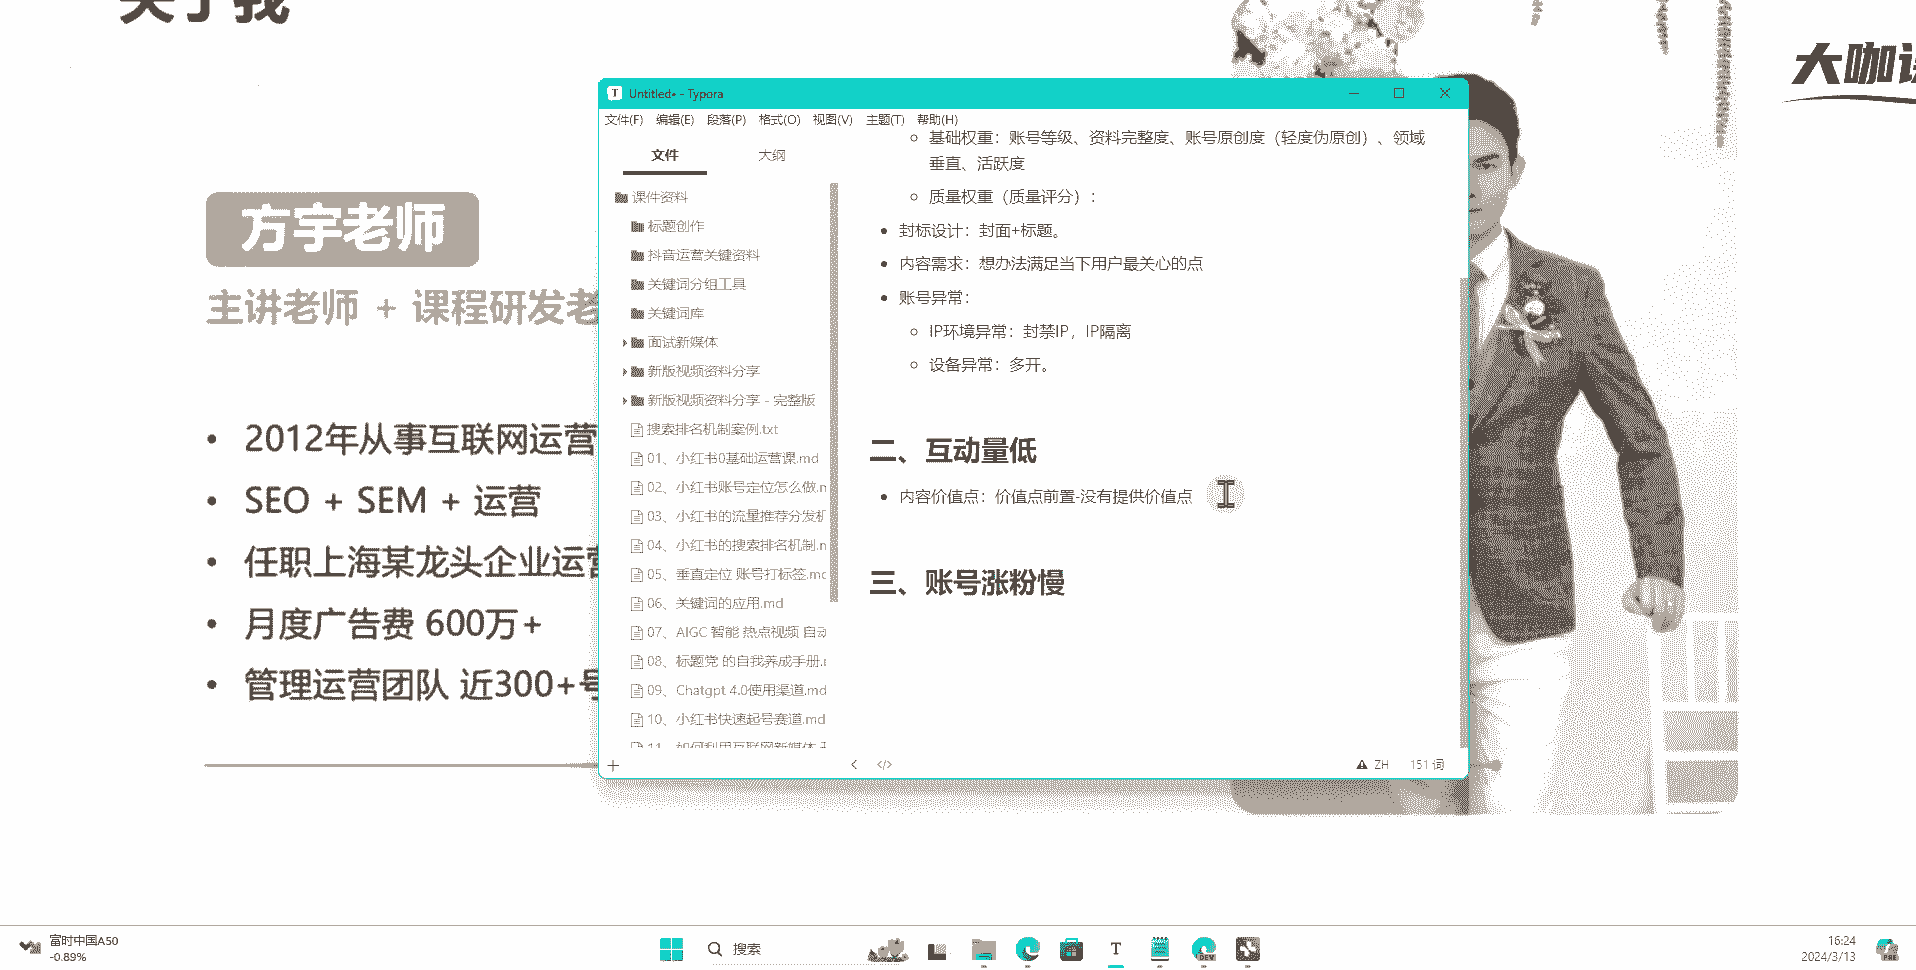 关于我
大咖
方宇老师
主讲老师 + 课程研发老
2012年从事互联网运营
SEO + SEM + 运营
任职上海某龙头企业运营
月度广告费 600万+
管理运营团队 近300+号
Untitled• - Typora
文件(F) 编辑(E) 段落(P) 格式(O) 视图(V) 主题(T) 帮助(H)
文件 大纲
课件资料
标题创作
抖音运营关键资料
关键词分组工具
关键词库
面试新媒体
新版视频资料分享
新版视频资料分享 - 完整版
搜索排名机制案例.txt
01、小红书0基础运营课.md
02、小红书账号定位怎么做.m
03、小红书的流量推荐分发机
04、小红书的搜索排名机制.m
05、垂直定位 账号打标签.mc
06、关键词的应用.md
07、AIGC 智能 热点视频 自动
08、标题党 的自我养成手册.
09、Chatgpt 4.0使用渠道.md
10、小红书快速起号赛道.md
11、如何利用互联网新媒体
基础权重：账号等级、资料完整度、账号原创度（轻度伪原创）、领域
垂直、活跃度
质量权重（质量评分）：
封标设计：封面+标题。
内容需求：想办法满足当下用户最关心的点
账号异常：
IP环境异常：封禁IP，IP隔离
设备异常：多开。
二、互动量低
内容价值点：价值点前置-没有提供价值点
三、账号涨粉慢
ZH 151 词
富时中国A50
-0.89%
搜索
16:24
2024/3/13